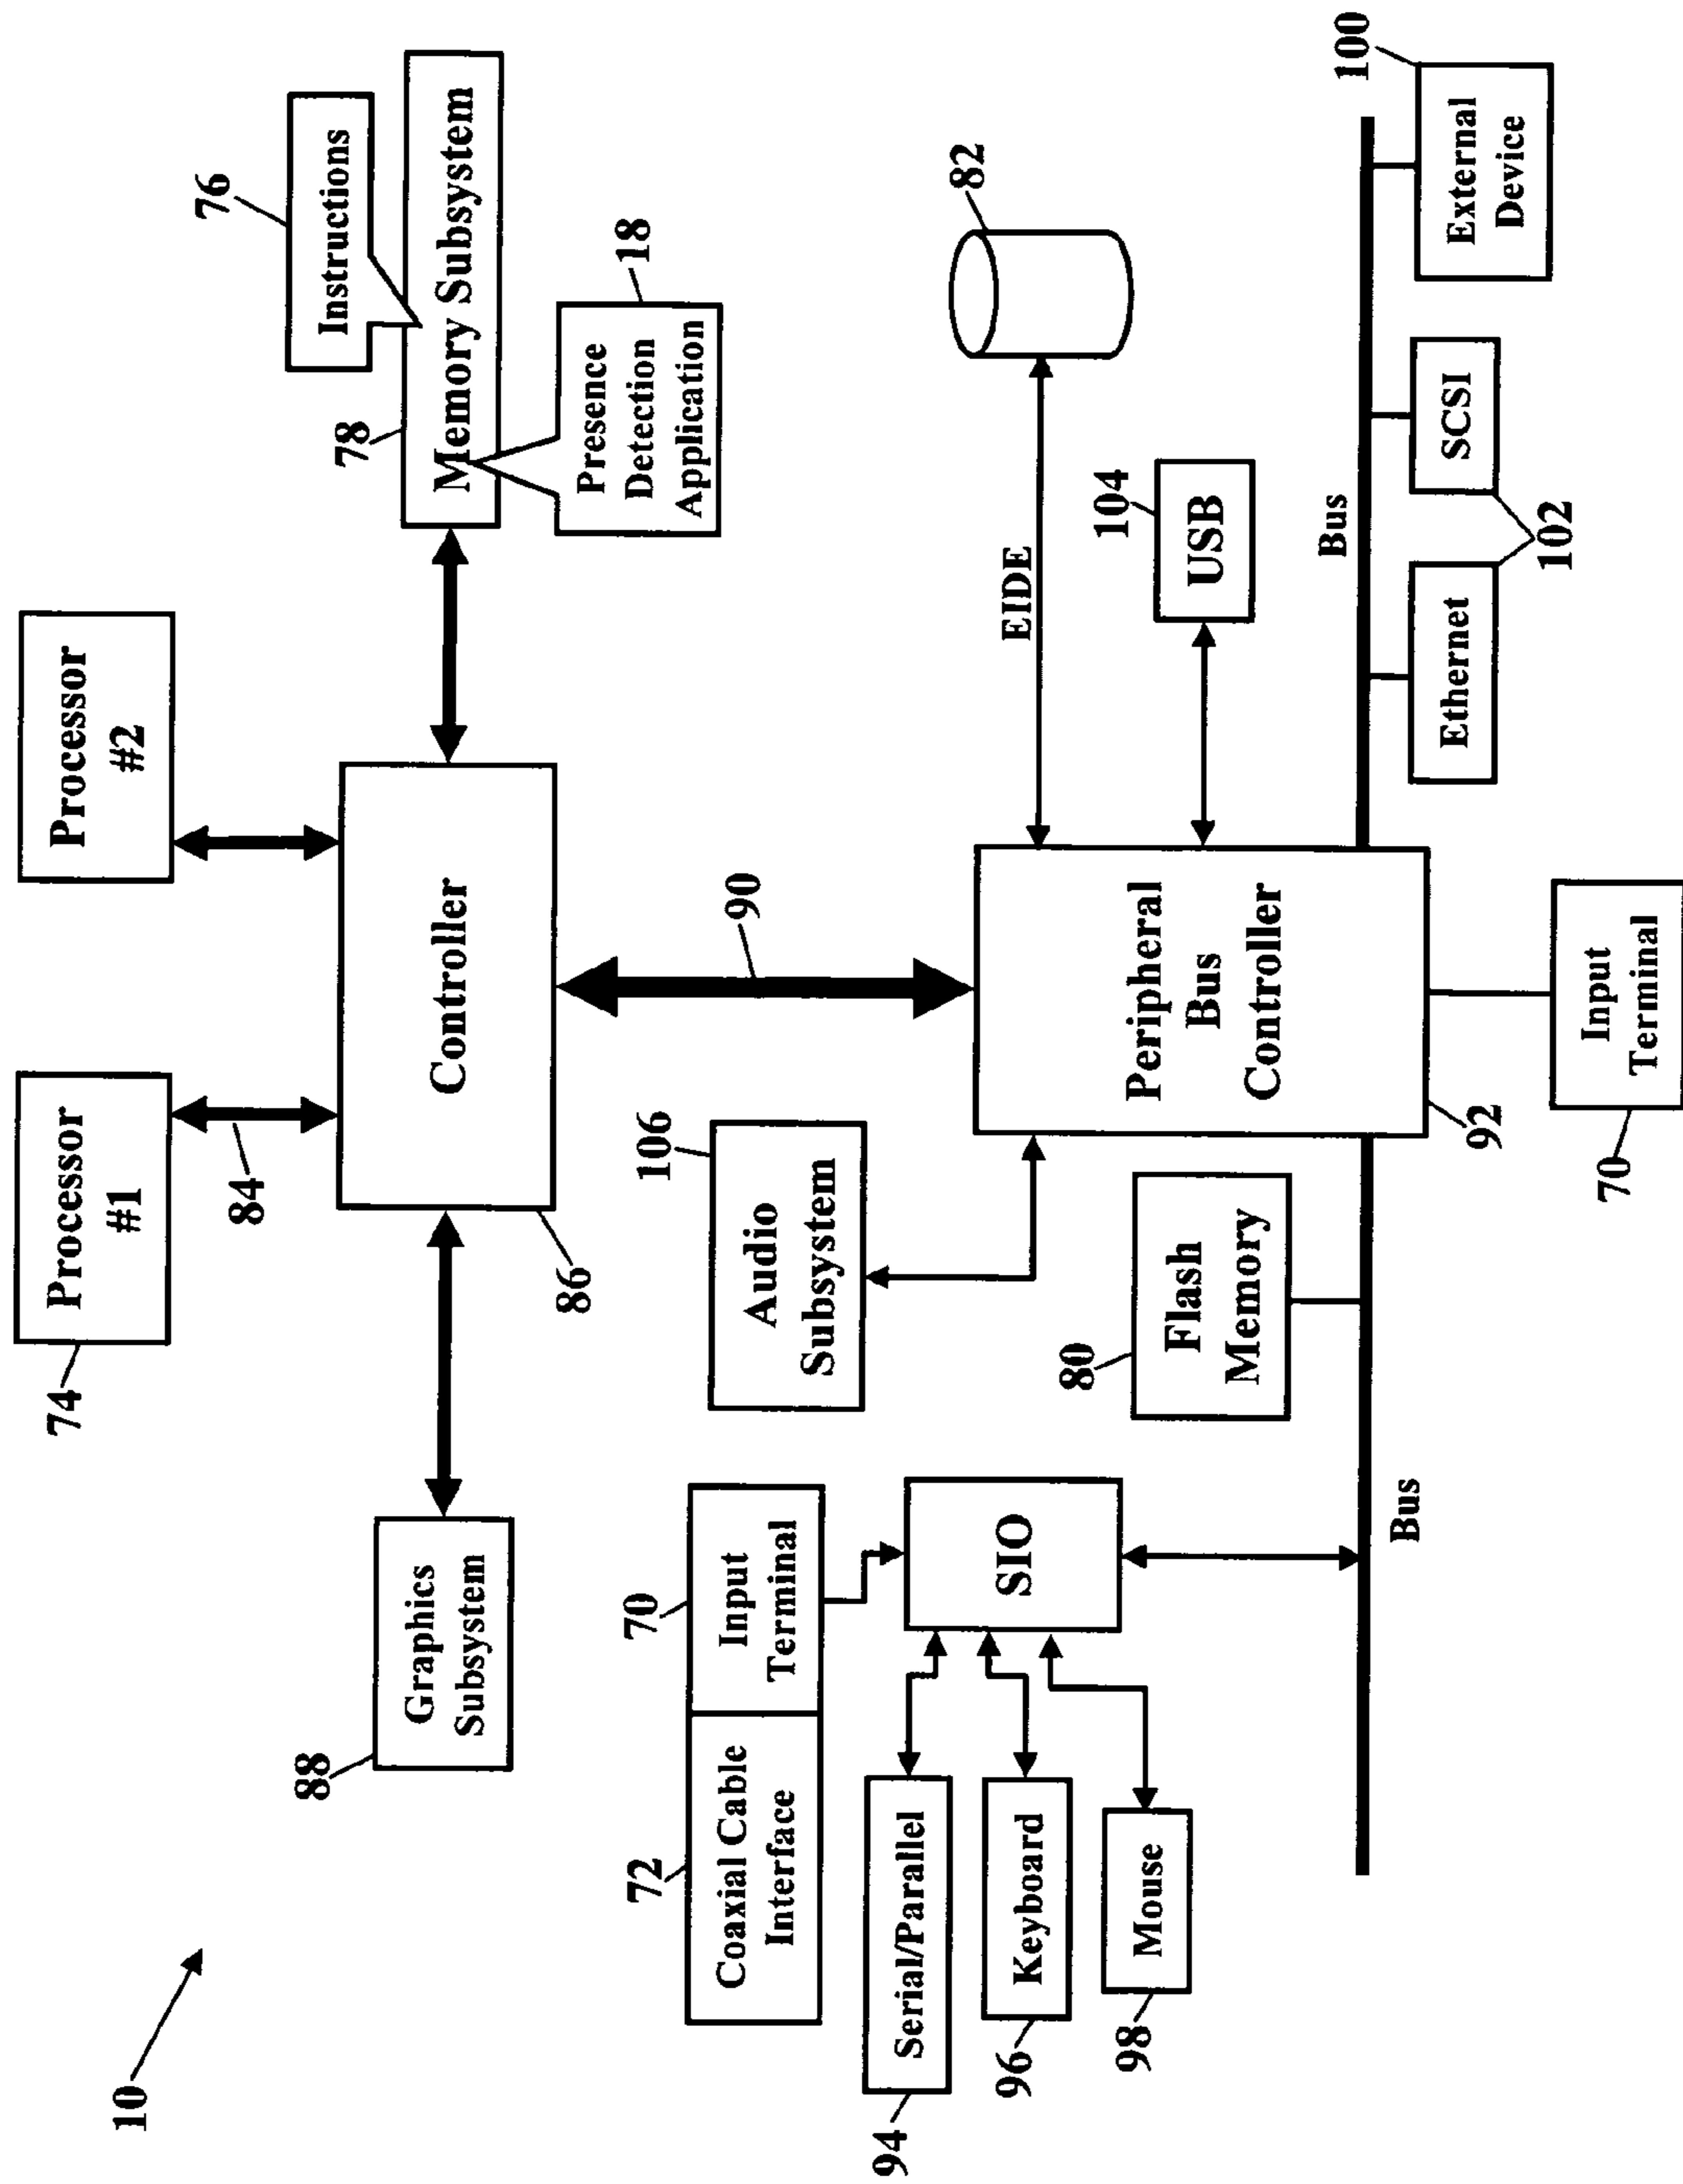 10
74
Processor
#1
84
Processor
#2
76
Instructions
88
Graphics
Subsystem
86
Controller
78
Memory Subsystem
18
Presence
Detection
Application
90
72
Coaxial Cable
Interface
70
Input
Terminal
106
Audio
Subsystem
82
EIDE
94
Serial/Parallel
SIO
Peripheral
Bus
Controller
104
USB
96
Keyboard
80
Flash
Memory
98
Mouse
92
Bus
Bus
100
External
Device
Ethernet
SCSI
102
70
Input
Terminal